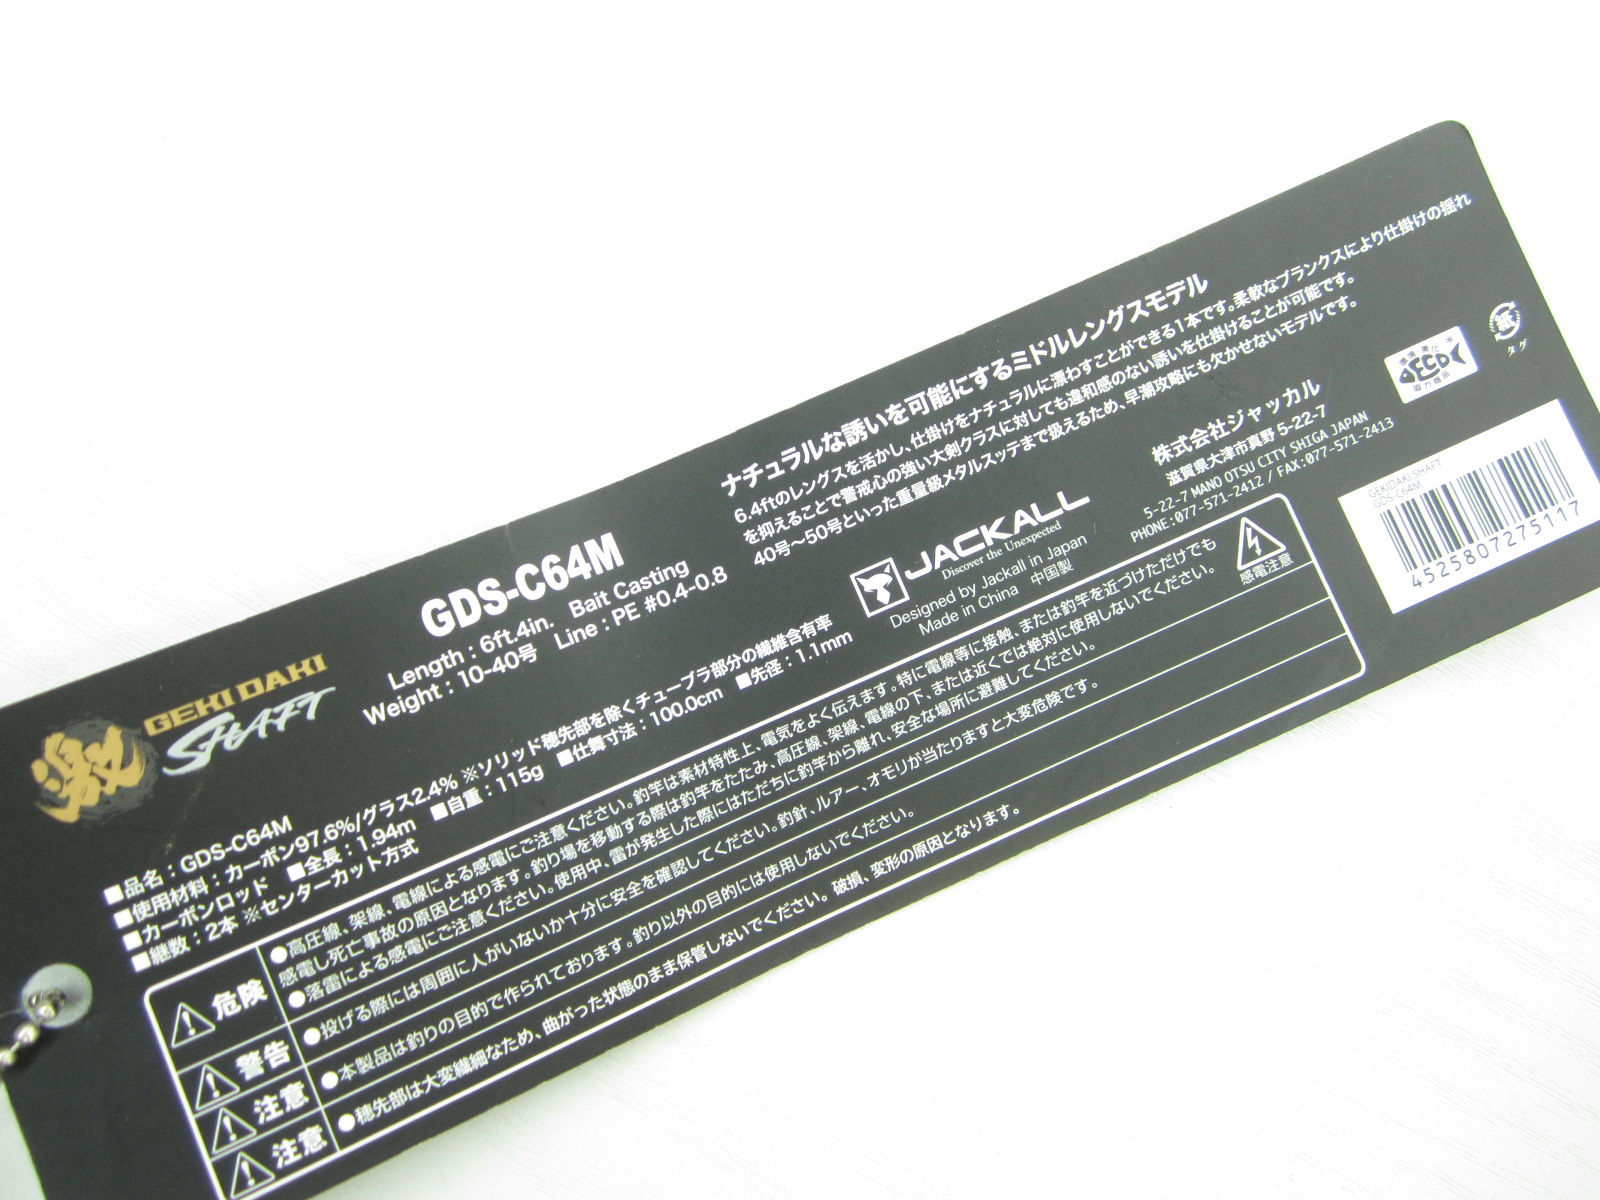 激
GEKIDAKI
SHAFT
GDS-C64M
Length : 6ft.4in. Bait Casting
Weight : 10-40号 Line : PE #0.4-0.8
■品名：GDS-C64M
■使用材料：カーボン97.6%/グラス2.4% ※ソリッド穂先部を除くチューブラ部分の繊維含有率
■カーボンロッド ■全長：1.94m ■自重：115g ■仕舞寸法：100.0cm ■先径：1.1mm
■継数：2本 ※センターカット方式
ナチュラルな誘いを可能にするミドルレングスモデル
6.4ftのレングスを活かし、仕掛けをナチュラルに漂わすことができる1本です。柔軟なブランクスにより仕掛けの揺れ
を抑えることで警戒心の強い大剣クラスに対しても違和感のない誘いを仕掛けることが可能です。
40号～50号といった重量級メタルスッテまで扱えるため、早潮攻略にも欠かせないモデルです。
JACKALL
Discover the Unexpected
Designed by Jackall in Japan
Made in China 中国製
株式会社ジャッカル
滋賀県大津市真野 5-22-7
5-22-7 MANO OTSU CITY SHIGA JAPAN
PHONE:077-571-2412 / FAX:077-571-2413
環境美化
ECO
協力商品
紙
タグ
GEKIDAKI SHAFT
GDS-C64M
4525807275117
危険
●高圧線、架線、電線による感電にご注意ください。釣竿は素材特性上、電気をよく伝えます。特に電線等に接触、または釣竿を近づけただけでも
感電し死亡事故の原因となります。釣り場を移動する際は釣竿をたたみ、高圧線、架線、電線の下、または近くでは絶対に使用しないでください。
●落雷による感電にご注意ください。使用中、雷が発生した際にはただちに釣竿から離れ、安全な場所に避難してください。
感電注意
警告
●投げる際には周囲に人がいないか十分に安全を確認してください。釣針、ルアー、オモリが当たりますと大変危険です。
注意
●本製品は釣りの目的で作られております。釣り以外の目的には使用しないでください。
注意
●穂先部は大変繊細なため、曲がった状態のまま保管しないでください。破損、変形の原因となります。